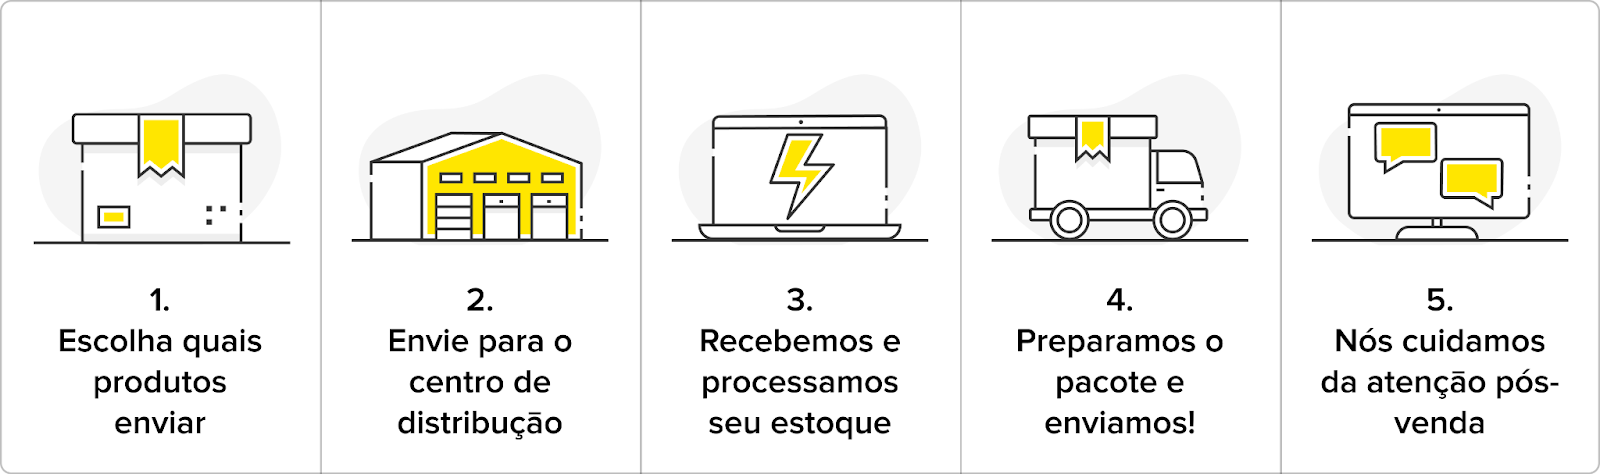 1.
Escolha quais
produtos
enviar
2.
Envie para o
centro de
distribução
3.
Recebemos e
processamos
seu estoque
4.
Preparamos o
pacote e
enviamos!
5.
Nós cuidamos
da atenção pós-
venda